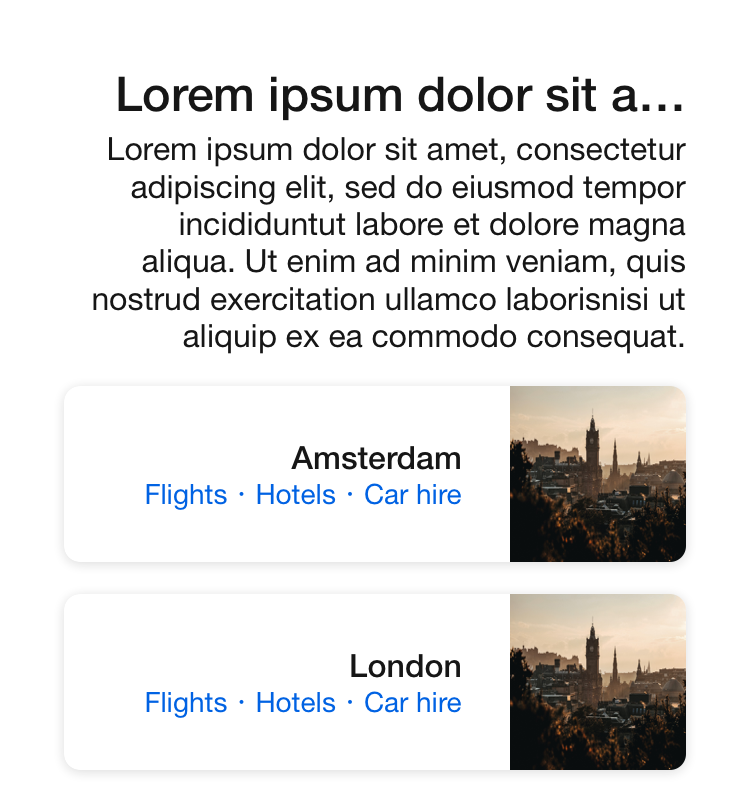 Lorem ipsum dolor sit a...
Lorem ipsum dolor sit amet, consectetur
adipiscing elit, sed do eiusmod tempor
incididuntut labore et dolore magna
aliqua. Ut enim ad minim veniam, quis
nostrud exercitation ullamco laborisnisi ut
aliquip ex ea commodo consequat.
Amsterdam
Flights · Hotels · Car hire
London
Flights · Hotels · Car hire